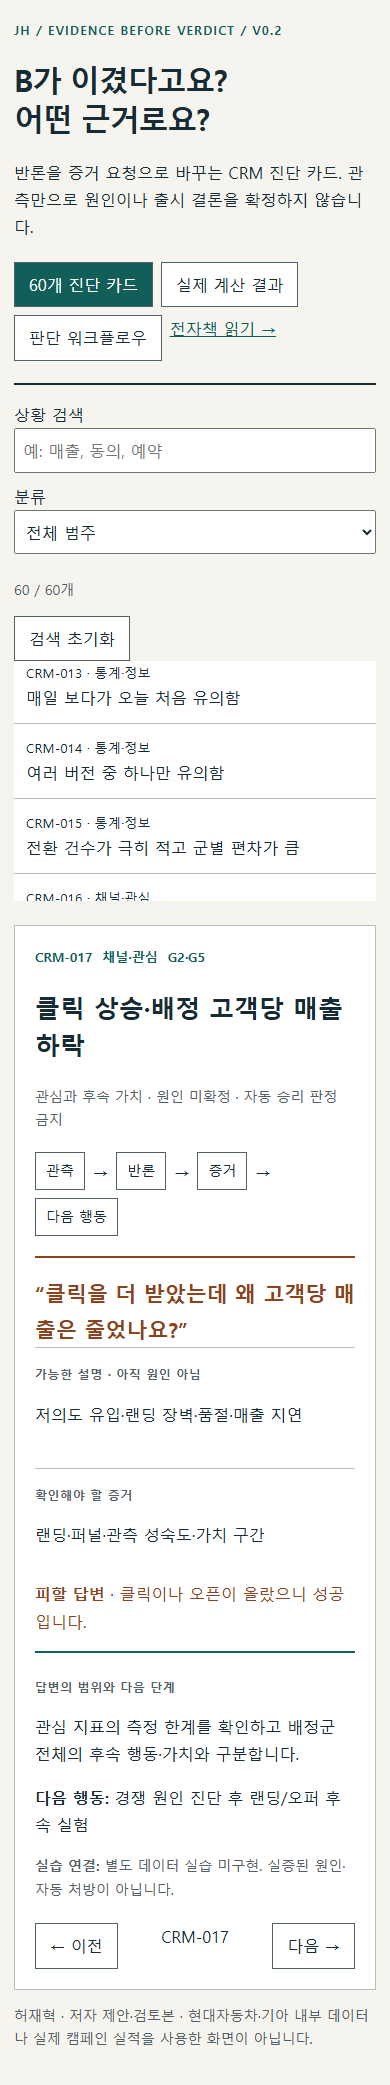 JH / EVIDENCE BEFORE VERDICT / V0.2
B가 이겼다고요?
어떤 근거로요?
반론을 증거 요청으로 바꾸는 CRM 진단 카드. 관
측만으로 원인이나 출시 결론을 확정하지 않습니
다.
60개 진단 카드
실제 계산 결과
판단 워크플로우
전자책 읽기 →
상황 검색
예: 매출, 동의, 예약
분류
전체 범주
60 / 60개
검색 초기화
CRM-013 · 통계·정보
매일 보다가 오늘 처음 유의함
CRM-014 · 통계·정보
여러 버전 중 하나만 유의함
CRM-015 · 통계·정보
전환 건수가 극히 적고 군별 편차가 큼
CRM-016 · 채널·관심
CRM-017 채널·관심 G2·G5
클릭 상승·배정 고객당 매출
하락
관심과 후속 가치 · 원인 미확정 · 자동 승리 판정
금지
관측 → 반론 → 증거 →
다음 행동
“클릭을 더 받았는데 왜 고객당 매
출은 줄었나요?”
가능한 설명 · 아직 원인 아님
저의도 유입·랜딩 장벽·품절·매출 지연
확인해야 할 증거
랜딩·퍼널·관측 성숙도·가치 구간
피할 답변 · 클릭이나 오픈이 올랐으니 성공
입니다.
답변의 범위와 다음 단계
관심 지표의 측정 한계를 확인하고 배정군
전체의 후속 행동·가치와 구분합니다.
다음 행동: 경쟁 원인 진단 후 랜딩/오퍼 후
속 실험
실습 연결: 별도 데이터 실습 미구현. 실증된 원인·
자동 처방이 아닙니다.
← 이전
CRM-017
다음 →
허재혁 · 저자 제안·검토본 · 현대자동차·기아 내부 데이터
나 실제 캠페인 실적을 사용한 화면이 아닙니다.